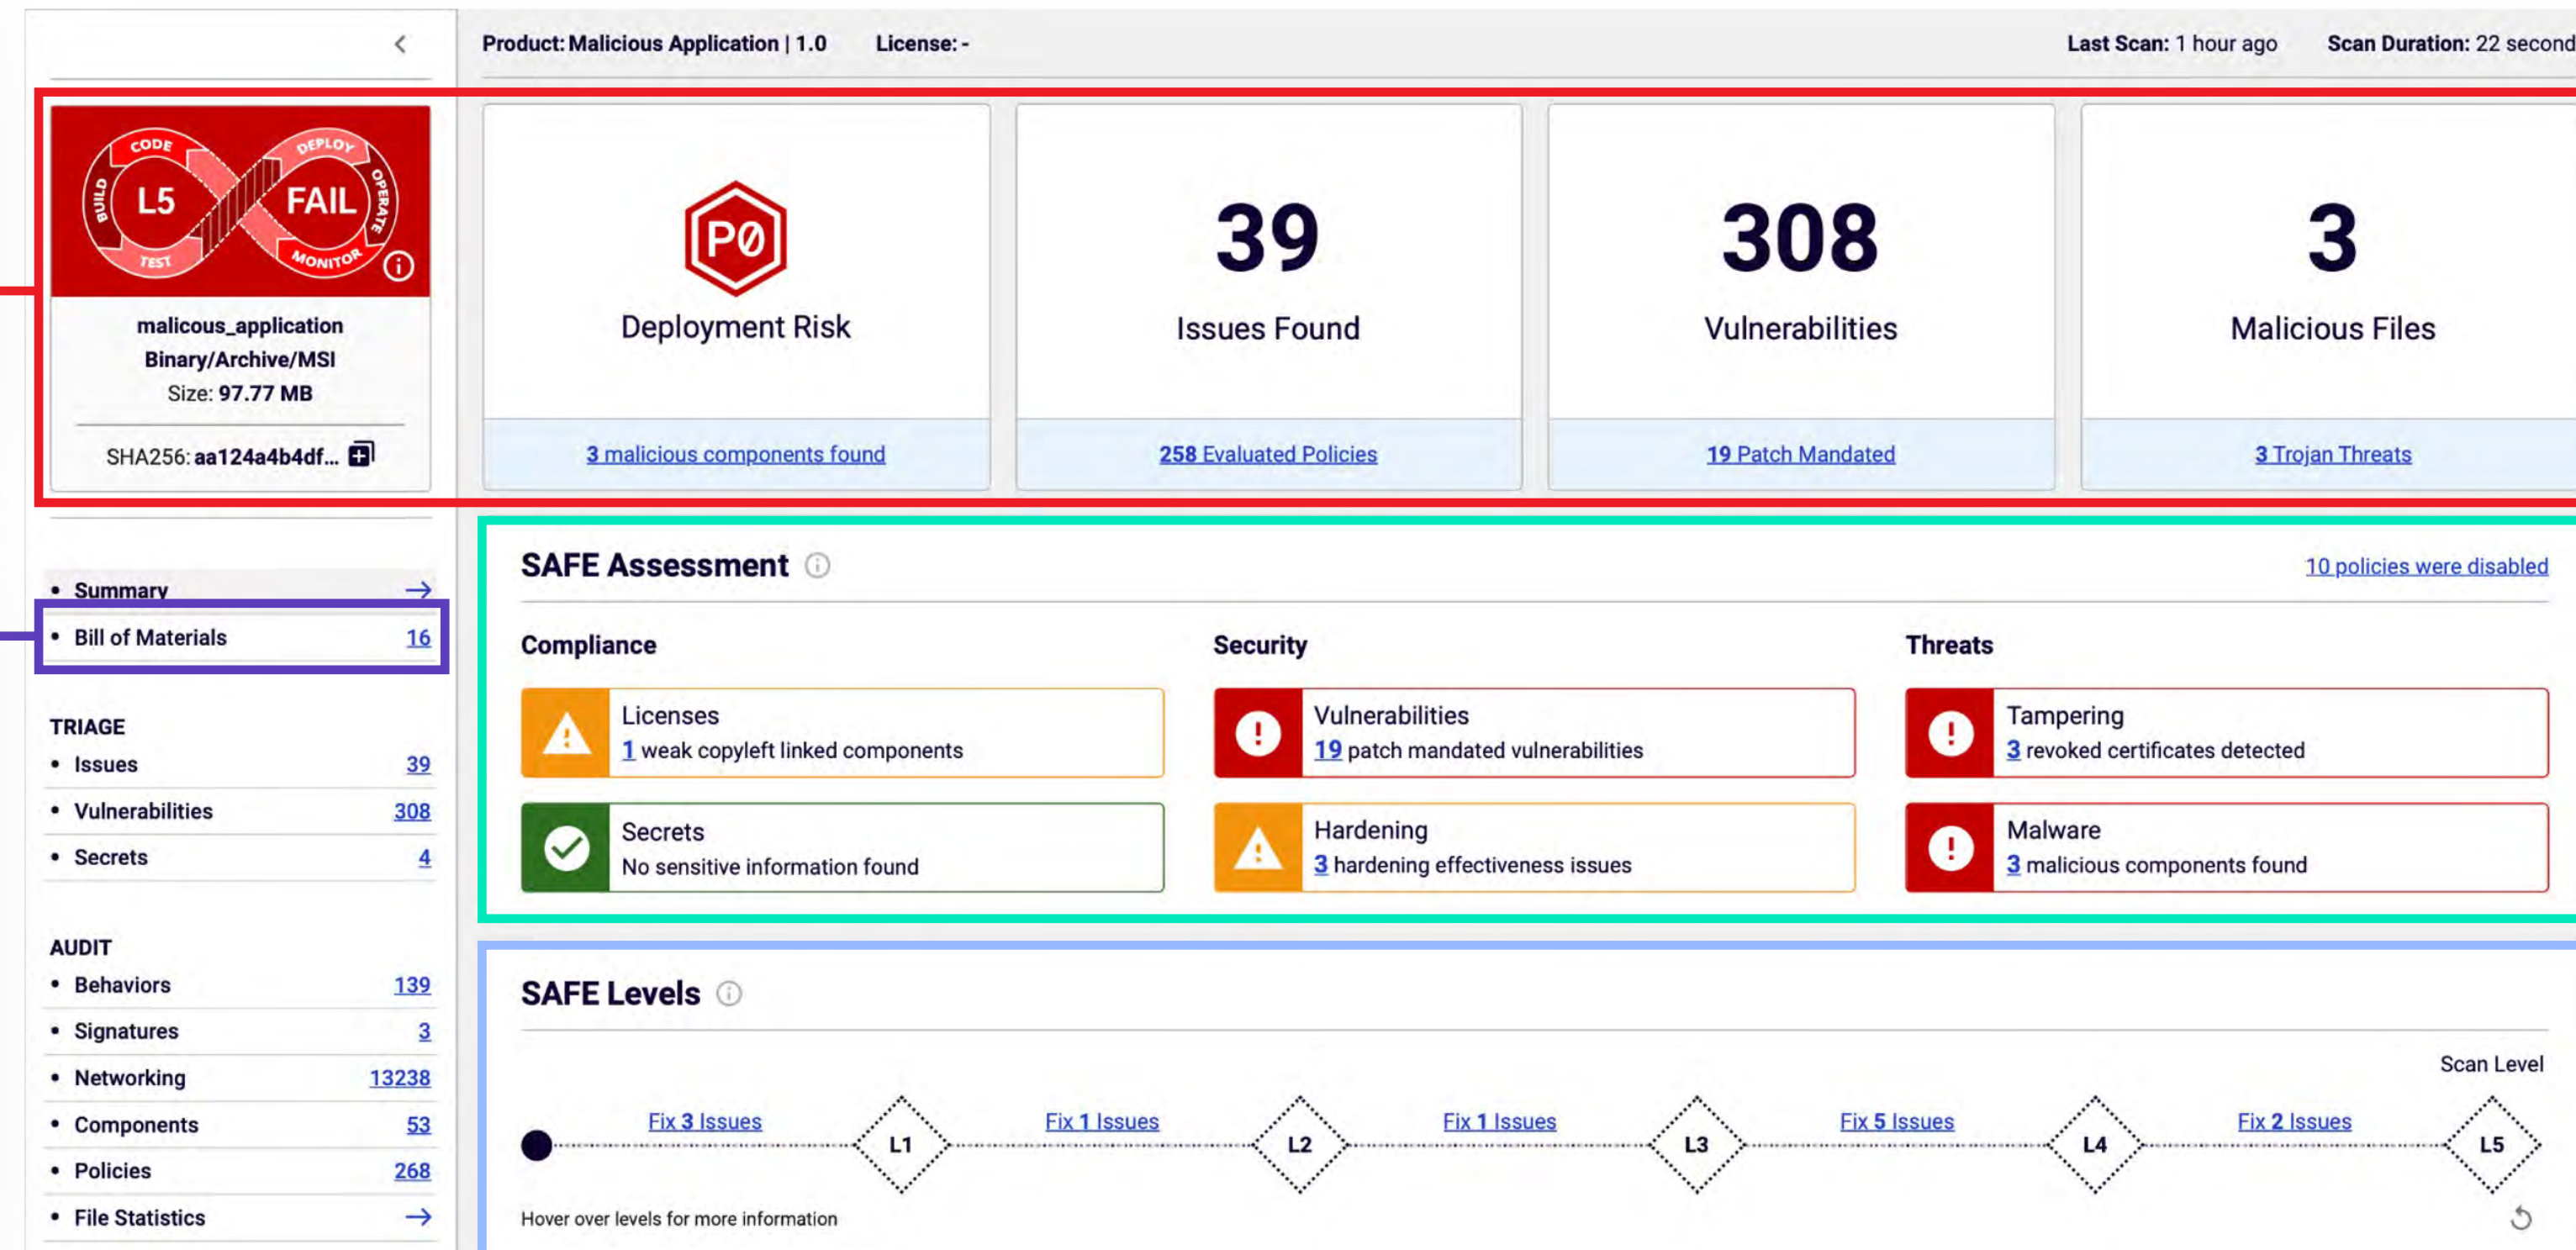 Product: Malicious Application | 1.0 License: - Last Scan: 1 hour ago Scan Duration: 22 second
CODE
DEPLOY
BUILD
L5
FAIL
OPERATE
TEST
MONITOR
malicous_application
Binary/Archive/MSI
Size: 97.77 MB
SHA256: aa124a4b4df...
P0
Deployment Risk
3 malicious components found
39
Issues Found
258 Evaluated Policies
308
Vulnerabilities
19 Patch Mandated
3
Malicious Files
3 Trojan Threats
Summary
Bill of Materials 16
TRIAGE
Issues 39
Vulnerabilities 308
Secrets 4
AUDIT
Behaviors 139
Signatures 3
Networking 13238
Components 53
Policies 268
File Statistics
SAFE Assessment
10 policies were disabled
Compliance
Licenses
1 weak copyleft linked components
Secrets
No sensitive information found
Security
Vulnerabilities
19 patch mandated vulnerabilities
Hardening
3 hardening effectiveness issues
Threats
Tampering
3 revoked certificates detected
Malware
3 malicious components found
SAFE Levels
Scan Level
Fix 3 Issues
L1
Fix 1 Issues
L2
Fix 1 Issues
L3
Fix 5 Issues
L4
Fix 2 Issues
L5
Hover over levels for more information